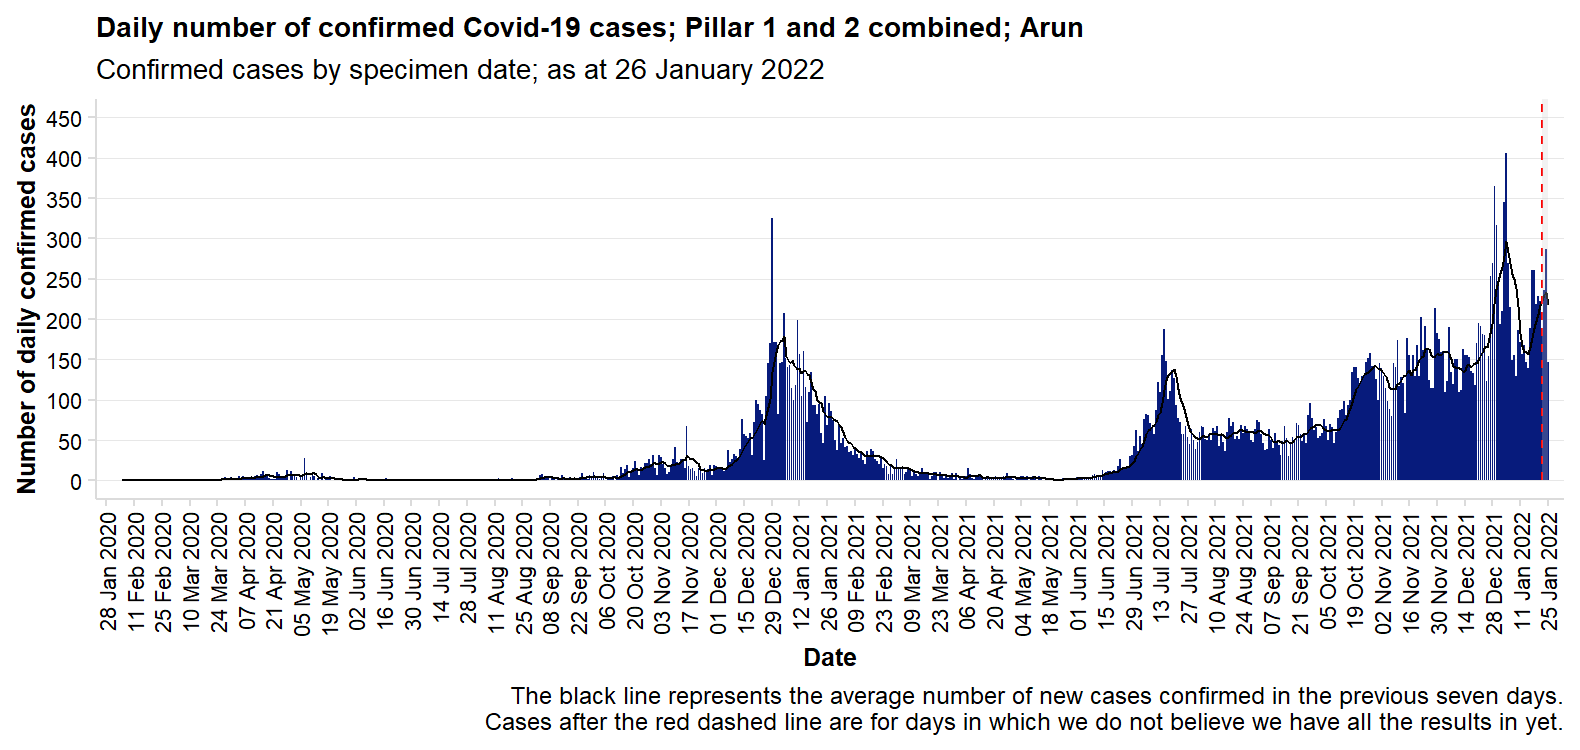 Daily number of confirmed Covid-19 cases; Pillar 1 and 2 combined; Arun
Confirmed cases by specimen date; as at 26 January 2022
Number of daily confirmed cases
450
400
350
300
250
200
150
100
50
0
28 Jan 2020
11 Feb 2020
25 Feb 2020
10 Mar 2020
24 Mar 2020
07 Apr 2020
21 Apr 2020
05 May 2020
19 May 2020
02 Jun 2020
16 Jun 2020
30 Jun 2020
14 Jul 2020
28 Jul 2020
11 Aug 2020
25 Aug 2020
08 Sep 2020
22 Sep 2020
06 Oct 2020
20 Oct 2020
03 Nov 2020
17 Nov 2020
01 Dec 2020
15 Dec 2020
29 Dec 2020
12 Jan 2021
26 Jan 2021
09 Feb 2021
23 Feb 2021
09 Mar 2021
23 Mar 2021
06 Apr 2021
20 Apr 2021
04 May 2021
18 May 2021
01 Jun 2021
15 Jun 2021
29 Jun 2021
13 Jul 2021
27 Jul 2021
10 Aug 2021
24 Aug 2021
07 Sep 2021
21 Sep 2021
05 Oct 2021
19 Oct 2021
02 Nov 2021
16 Nov 2021
30 Nov 2021
14 Dec 2021
28 Dec 2021
11 Jan 2022
25 Jan 2022
Date
The black line represents the average number of new cases confirmed in the previous seven days.
Cases after the red dashed line are for days in which we do not believe we have all the results in yet.